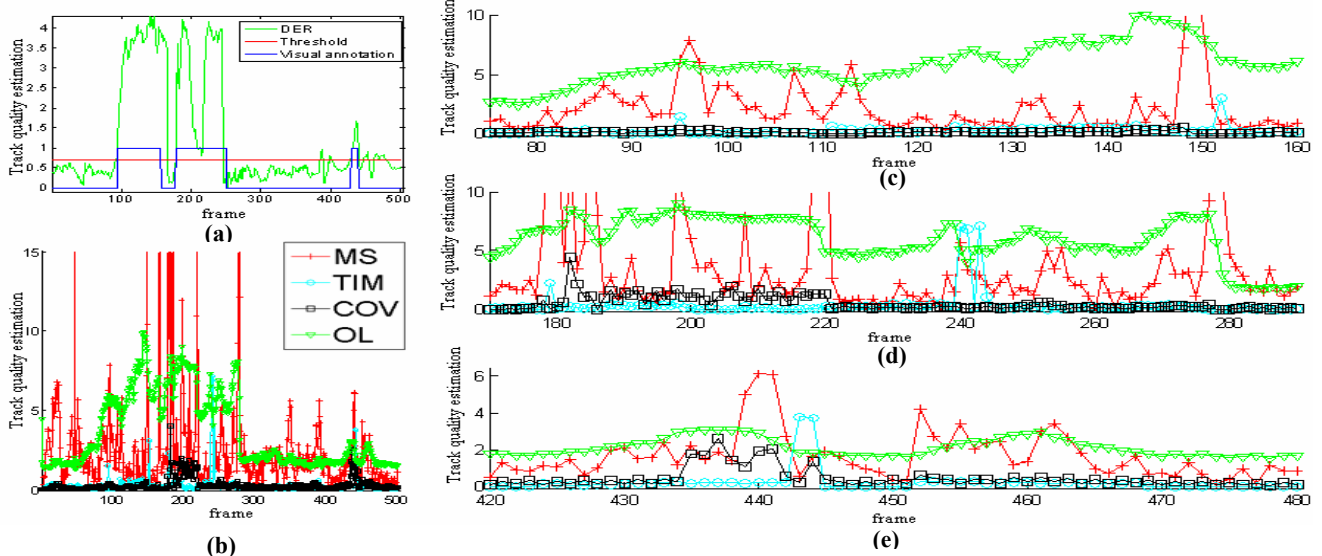 Track quality estimation
4
3.5
3
2.5
2
1.5
1
0.5
0
DER
Threshold
Visual annotation
100
200
300
400
500
frame
(a)
Track quality estimation
15
10
5
0
MS
TIM
COV
OL
100
200
300
400
500
frame
(b)
Track quality estimation
10
5
0
80
90
100
110
120
130
140
150
160
frame
(c)
Track quality estimation
10
5
0
180
200
220
240
260
280
frame
(d)
Track quality estimation
6
4
2
0
420
430
440
450
460
470
480
frame
(e)